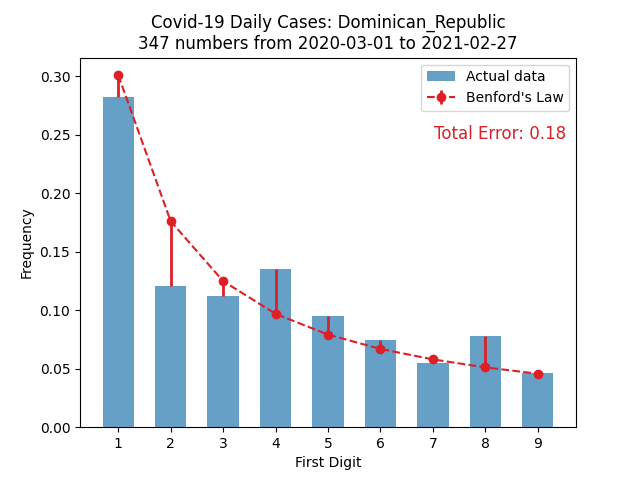 Covid-19 Daily Cases: Dominican_Republic
347 numbers from 2020-03-01 to 2021-02-27
Actual data
Benford's Law
Total Error: 0.18
0.30
0.25
0.20
0.15
0.10
0.05
0.00
Frequency
1 2 3 4 5 6 7 8 9
First Digit